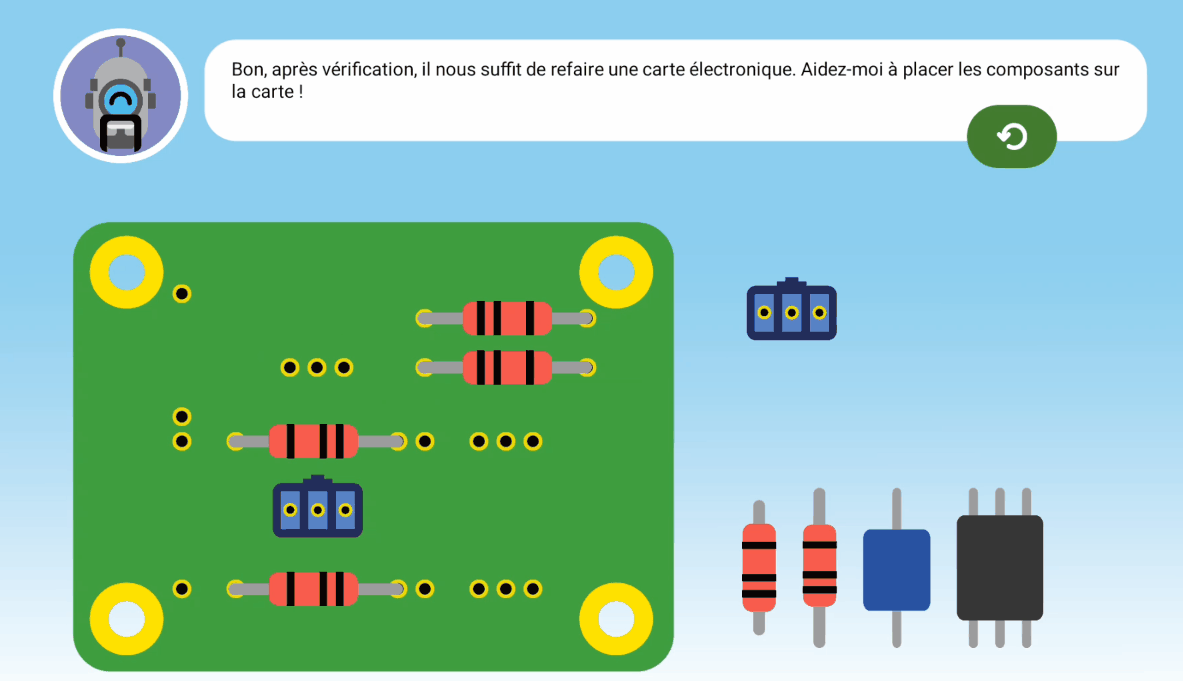 Bon, après vérification, il nous suffit de refaire une carte électronique. Aidez-moi à placer les composants sur
la carte !